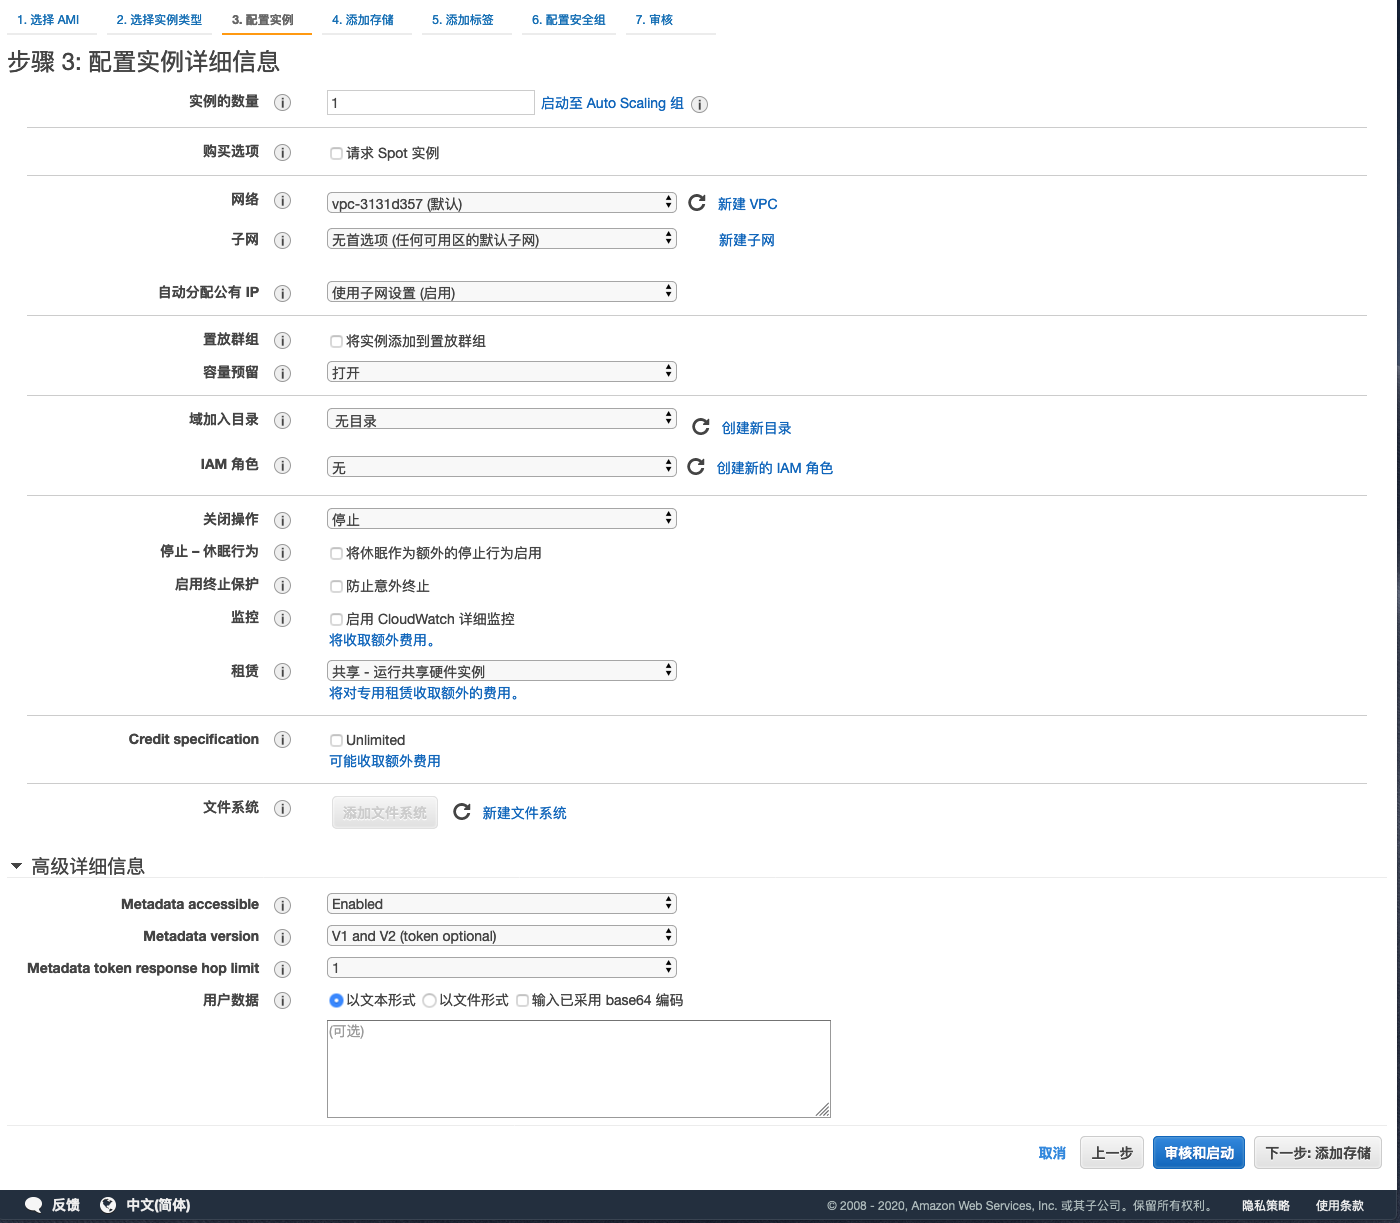 1. 选择 AMI 2. 选择实例类型 3. 配置实例 4. 添加存储 5. 添加标签 6. 配置安全组 7. 审核
步骤 3: 配置实例详细信息
实例的数量 i 1 启动至 Auto Scaling 组 i
购买选项 i 请求 Spot 实例
网络 i vpc-3131d357 (默认) 新建 VPC
子网 i 无首选项 (任何可用区的默认子网) 新建子网
自动分配公有 IP i 使用子网设置 (启用)
置放群组 i 将实例添加到置放群组
容量预留 i 打开
域加入目录 i 无目录 创建新目录
IAM 角色 i 无 创建新的 IAM 角色
关闭操作 i 停止
停止 – 休眠行为 i 将休眠作为额外的停止行为启用
启用终止保护 i 防止意外终止
监控 i 启用 CloudWatch 详细监控
将收取额外费用。
租赁 i 共享 - 运行共享硬件实例
将对专用租赁收取额外的费用。
Credit specification i Unlimited
可能收取额外费用
文件系统 i 添加文件系统 新建文件系统
高级详细信息
Metadata accessible i Enabled
Metadata version i V1 and V2 (token optional)
Metadata token response hop limit i 1
用户数据 i 以文本形式 以文件形式 输入已采用 base64 编码
(可选)
取消 上一步 审核和启动 下一步: 添加存储
反馈 中文(简体) © 2008 - 2020, Amazon Web Services, Inc. 或其子公司。保留所有权利。 隐私策略 使用条款